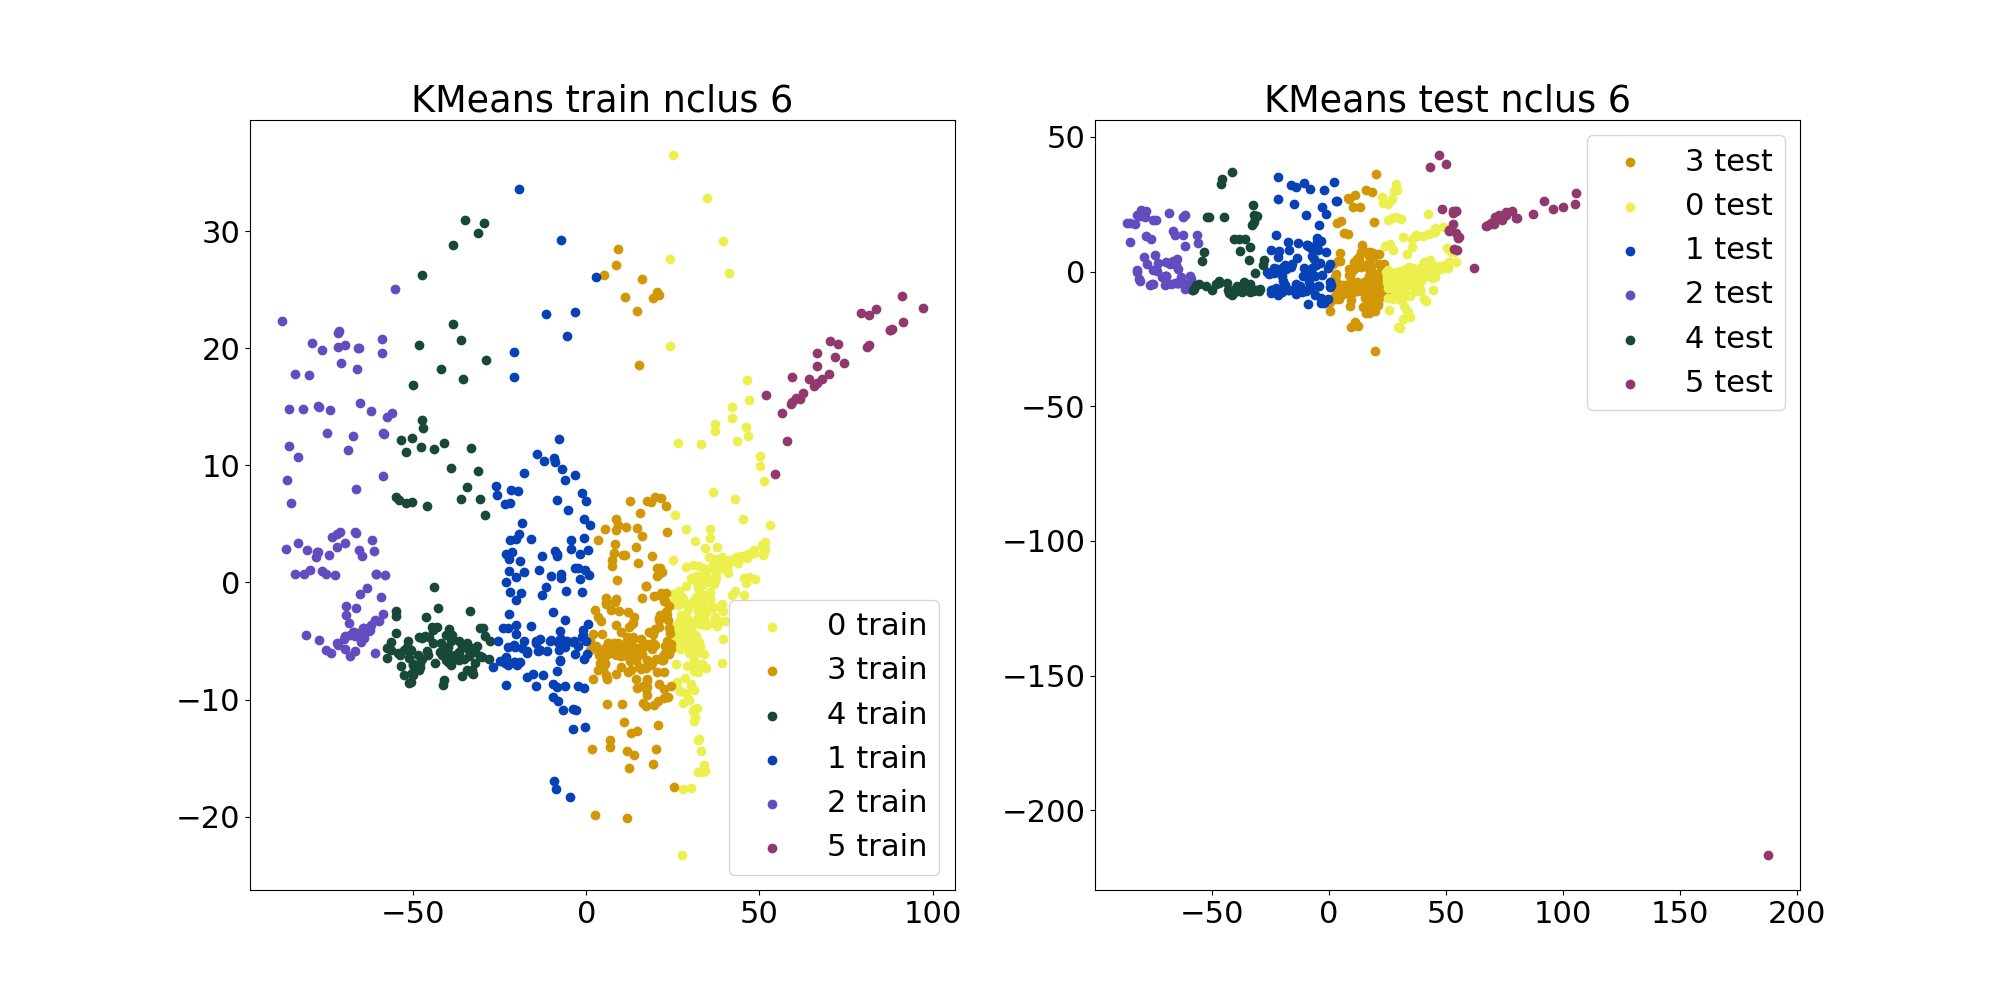 KMeans train nclus 6
30
20
10
0
−10
−20
−50
0
50
100
0 train
3 train
4 train
1 train
2 train
5 train
KMeans test nclus 6
50
0
−50
−100
−150
−200
−50
0
50
100
150
200
3 test
0 test
1 test
2 test
4 test
5 test